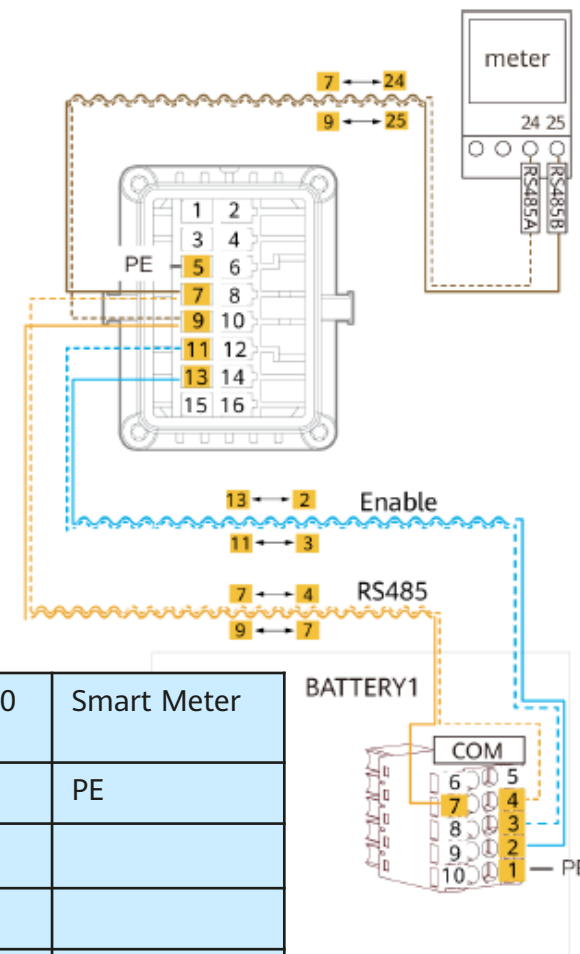 meter
24 25
RS485A
RS485B
7 ↔ 24
9 ↔ 25
1 2
3 4
PE 5 6
7 8
9 10
11 12
13 14
15 16
13 ↔ 2
Enable
11 ↔ 3
7 ↔ 4
RS485
9 ↔ 7
BATTERY1
COM
6 5
7 4
8 3
9 2
10 1
PE
0
Smart Meter
PE